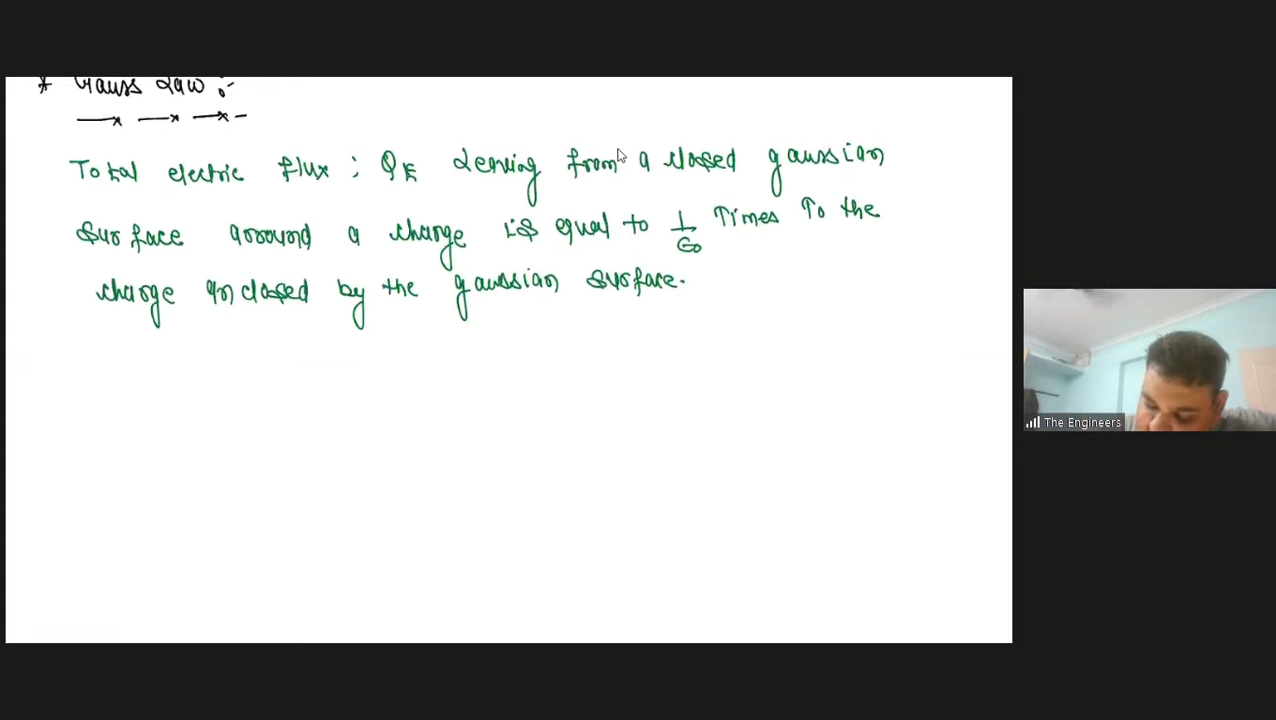 * Gauss Law :-
Total electric flux : φE Leaving from a closed gaussian
surface around a charge is equal to 1/ϵ0 Times To the
charge enclosed by the gaussian surface.
The Engineers